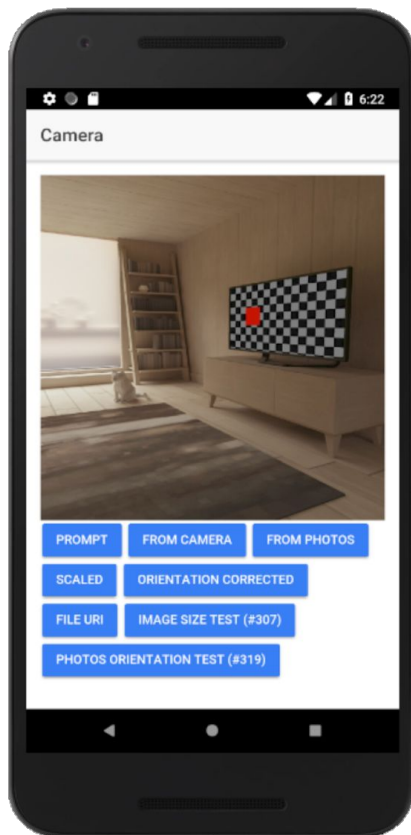 6:22
Camera
PROMPT FROM CAMERA FROM PHOTOS
SCALED ORIENTATION CORRECTED
FILE URI IMAGE SIZE TEST (#307)
PHOTOS ORIENTATION TEST (#319)